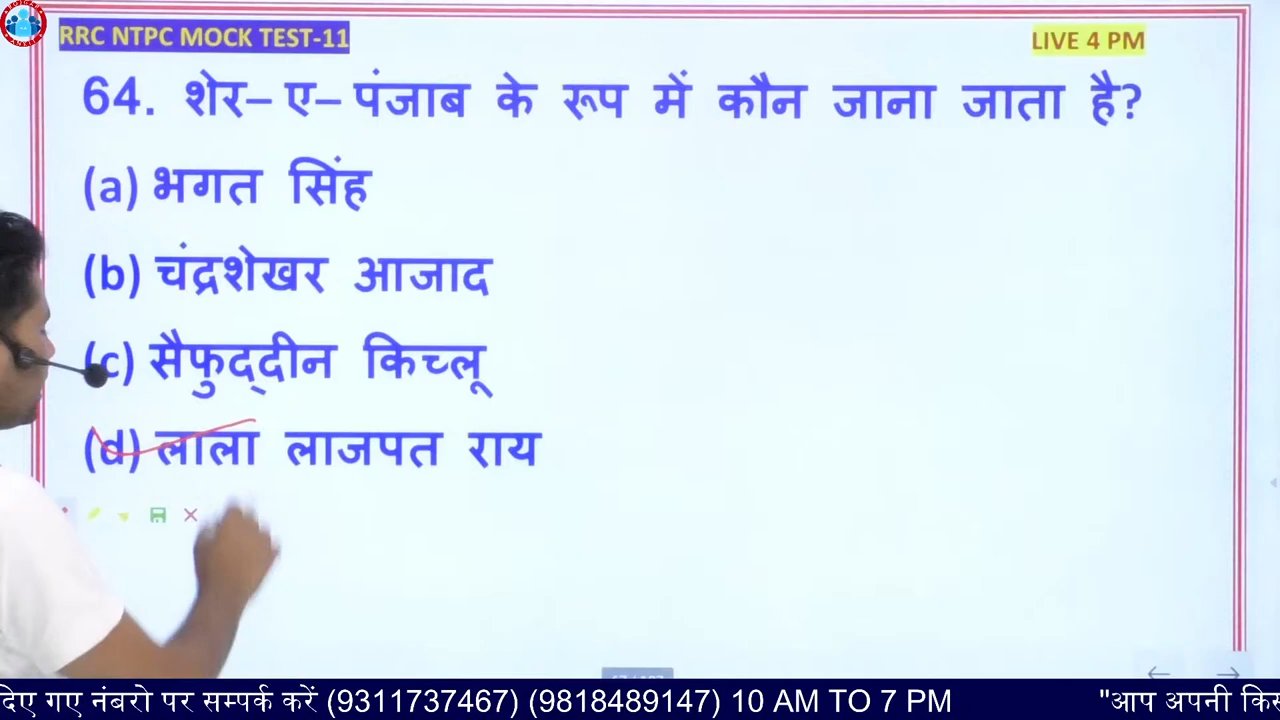 RRC NTPC MOCK TEST-11
LIVE 4 PM
64. शेर– ए– पंजाब के रूप में कौन जाना जाता है?
(a) भगत सिंह
(b) चंद्रशेखर आजाद
(c) सैफुद्दीन किच्लू
(d) लाला लाजपत राय
दिए गए नंबरो पर सम्पर्क करें (9311737467) (9818489147) 10 AM TO 7 PM "आप अपनी